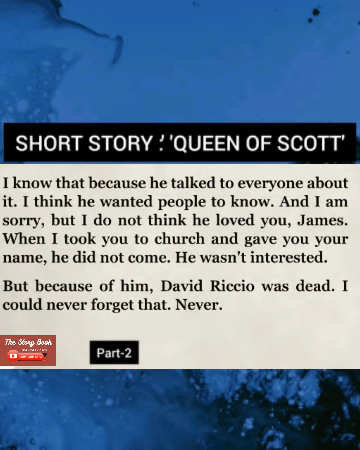 SHORT STORY : 'QUEEN OF SCOTT'
I know that because he talked to everyone about
it. I think he wanted people to know. And I am
sorry, but I do not think he loved you, James.
When I took you to church and gave you your
name, he did not come. He wasn't interested.
But because of him, David Riccio was dead. I
could never forget that. Never.
The Story Book
Part-2